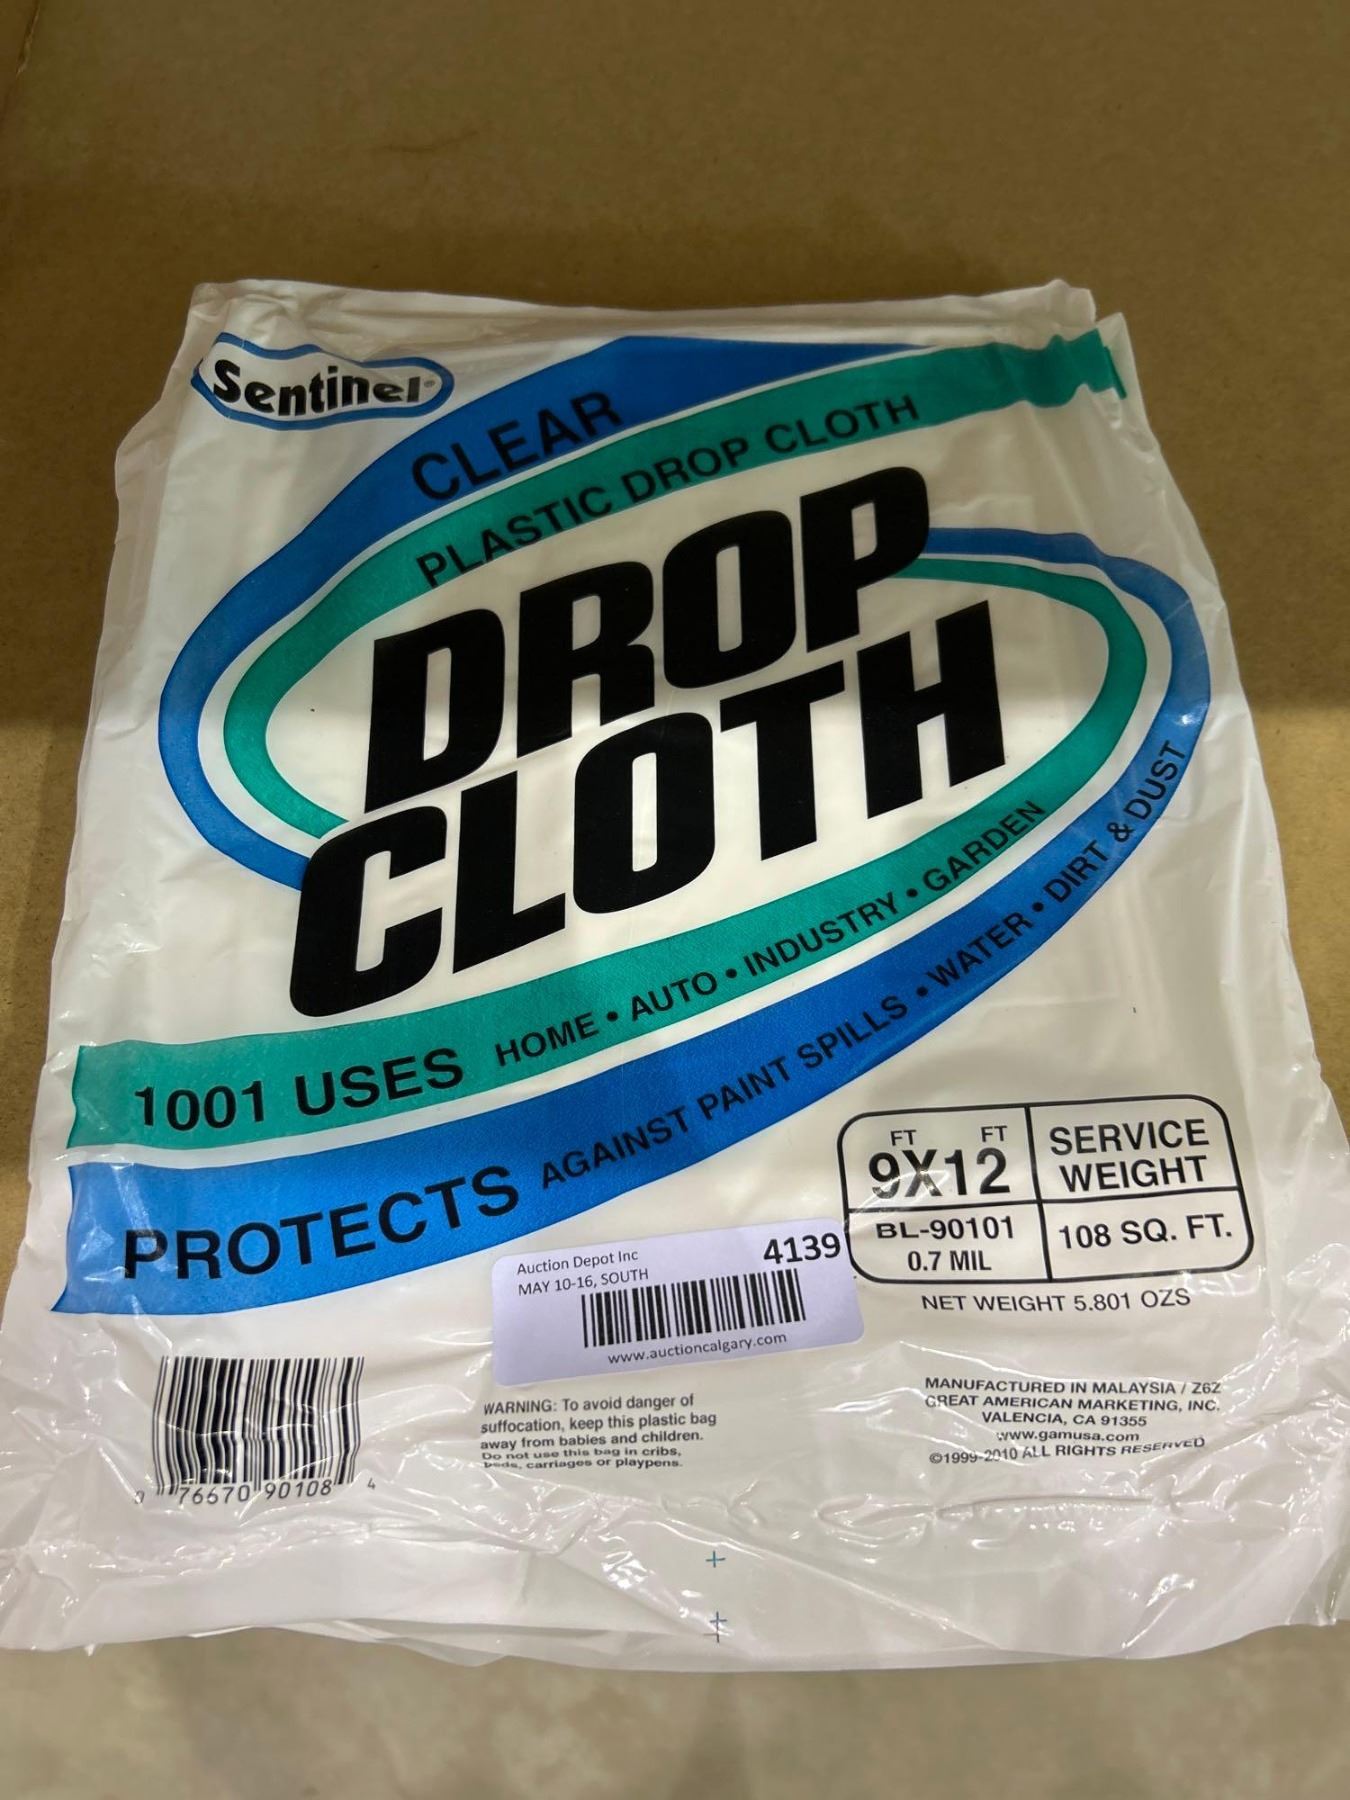 Sentinel®
CLEAR
PLASTIC DROP CLOTH
DROP
CLOTH
1001 USES HOME • AUTO • INDUSTRY • GARDEN
PROTECTS AGAINST PAINT SPILLS • WATER • DIRT & DUST
FT FT
9X12
BL-90101
0.7 MIL
SERVICE
WEIGHT
108 SQ. FT.
NET WEIGHT 5.801 OZS
Auction Depot Inc
4139
MAY 10-16, SOUTH
www.auctioncalgary.com
0 76670 90108 4
WARNING: To avoid danger of
suffocation, keep this plastic bag
away from babies and children.
Do not use this bag in cribs,
beds, carriages or playpens.
MANUFACTURED IN MALAYSIA / Z6Z
GREAT AMERICAN MARKETING, INC.
VALENCIA, CA 91355
www.gamusa.com
©1999-2010 ALL RIGHTS RESERVED